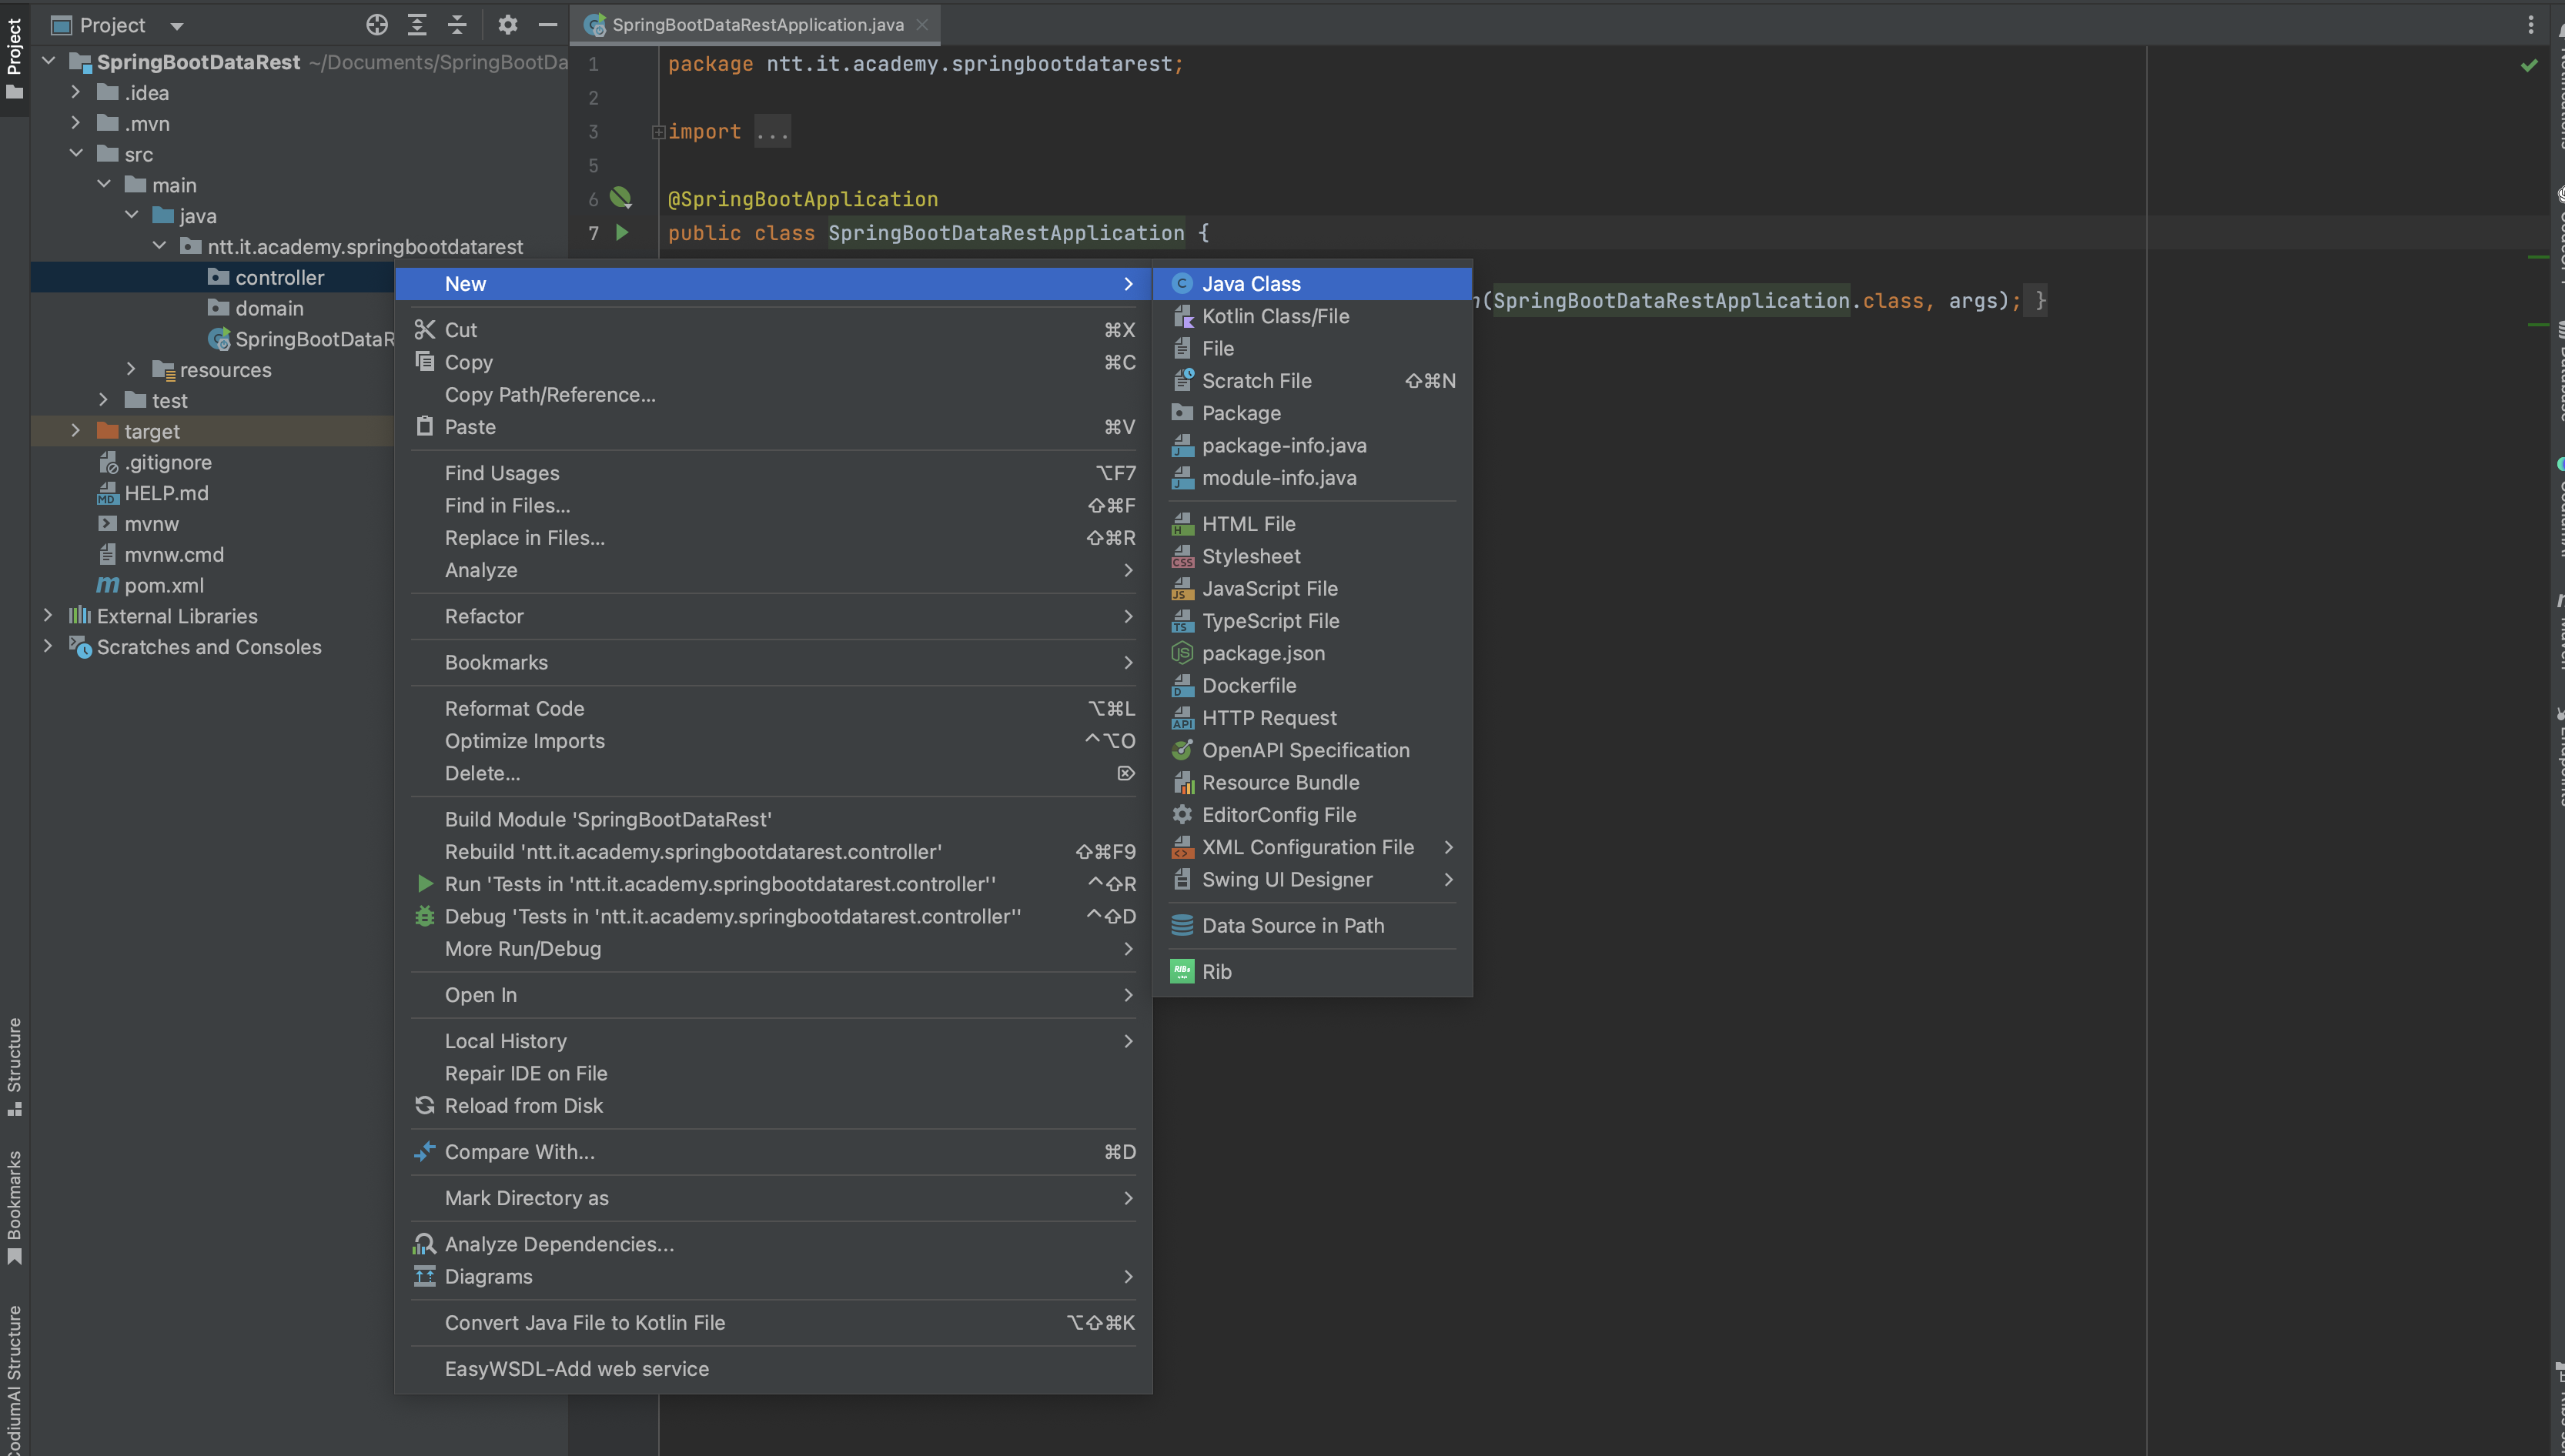 Project
Project
SpringBootDataRest ~/Documents/SpringBootDa
.idea
.mvn
src
main
java
ntt.it.academy.springbootdatarest
controller
domain
SpringBootDataR
resources
test
target
.gitignore
HELP.md
mvnw
mvnw.cmd
pom.xml
External Libraries
Scratches and Consoles
Structure
Bookmarks
CodiumAI Structure
SpringBootDataRestApplication.java
1 package ntt.it.academy.springbootdatarest;
2
3 import ...
5
6 @SpringBootApplication
7 public class SpringBootDataRestApplication {
(SpringBootDataRestApplication.class, args); }
New
Cut ⌘X
Copy ⌘C
Copy Path/Reference...
Paste ⌘V
Find Usages ⌥F7
Find in Files... ⇧⌘F
Replace in Files... ⇧⌘R
Analyze
Refactor
Bookmarks
Reformat Code ⌥⌘L
Optimize Imports ^⌥O
Delete... ⌦
Build Module 'SpringBootDataRest'
Rebuild 'ntt.it.academy.springbootdatarest.controller' ⇧⌘F9
Run 'Tests in 'ntt.it.academy.springbootdatarest.controller'' ^⇧R
Debug 'Tests in 'ntt.it.academy.springbootdatarest.controller'' ^⇧D
More Run/Debug
Open In
Local History
Repair IDE on File
Reload from Disk
Compare With... ⌘D
Mark Directory as
Analyze Dependencies...
Diagrams
Convert Java File to Kotlin File ⌥⇧⌘K
EasyWSDL-Add web service
Java Class
Kotlin Class/File
File
Scratch File ⇧⌘N
Package
package-info.java
module-info.java
HTML File
Stylesheet
JavaScript File
TypeScript File
package.json
Dockerfile
HTTP Request
OpenAPI Specification
Resource Bundle
EditorConfig File
XML Configuration File
Swing UI Designer
Data Source in Path
Rib